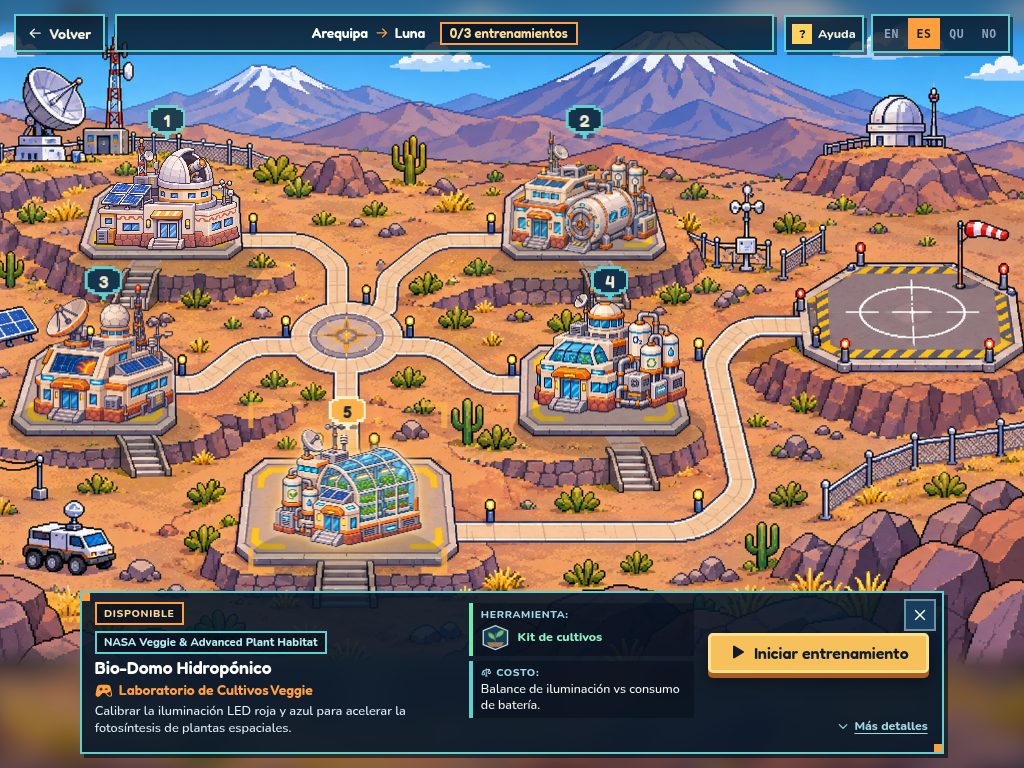 ← Volver
Arequipa → Luna
0/3 entrenamientos
? Ayuda
EN ES QU NO
1
2
3
4
5
DISPONIBLE
NASA Veggie & Advanced Plant Habitat
Bio-Domo Hidropónico
Laboratorio de Cultivos Veggie
Calibrar la iluminación LED roja y azul para acelerar la
fotosíntesis de plantas espaciales.
HERRAMIENTA:
Kit de cultivos
COSTO:
Balance de iluminación vs consumo
de batería.
Iniciar entrenamiento
Más detalles